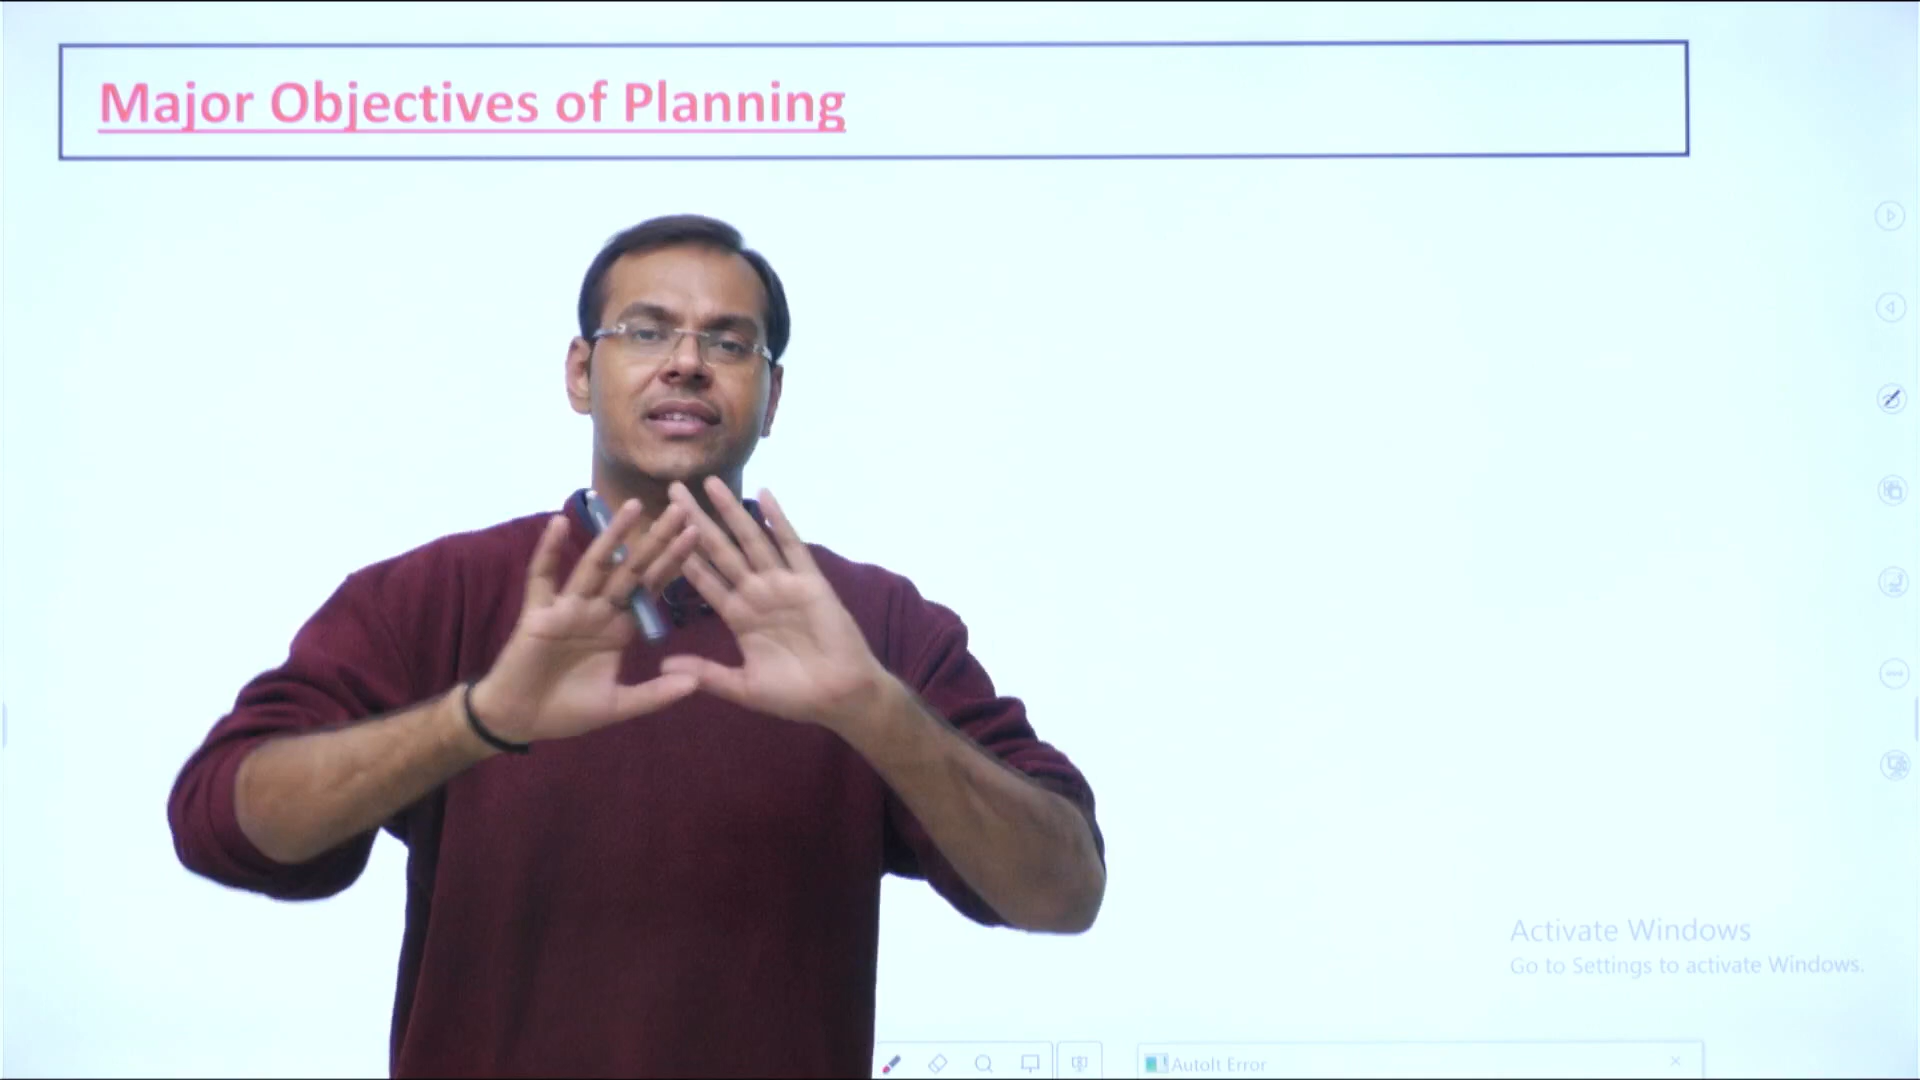 Major Objectives of Planning
Activate Windows
Go to Settings to activate Windows.
AutoIt Error